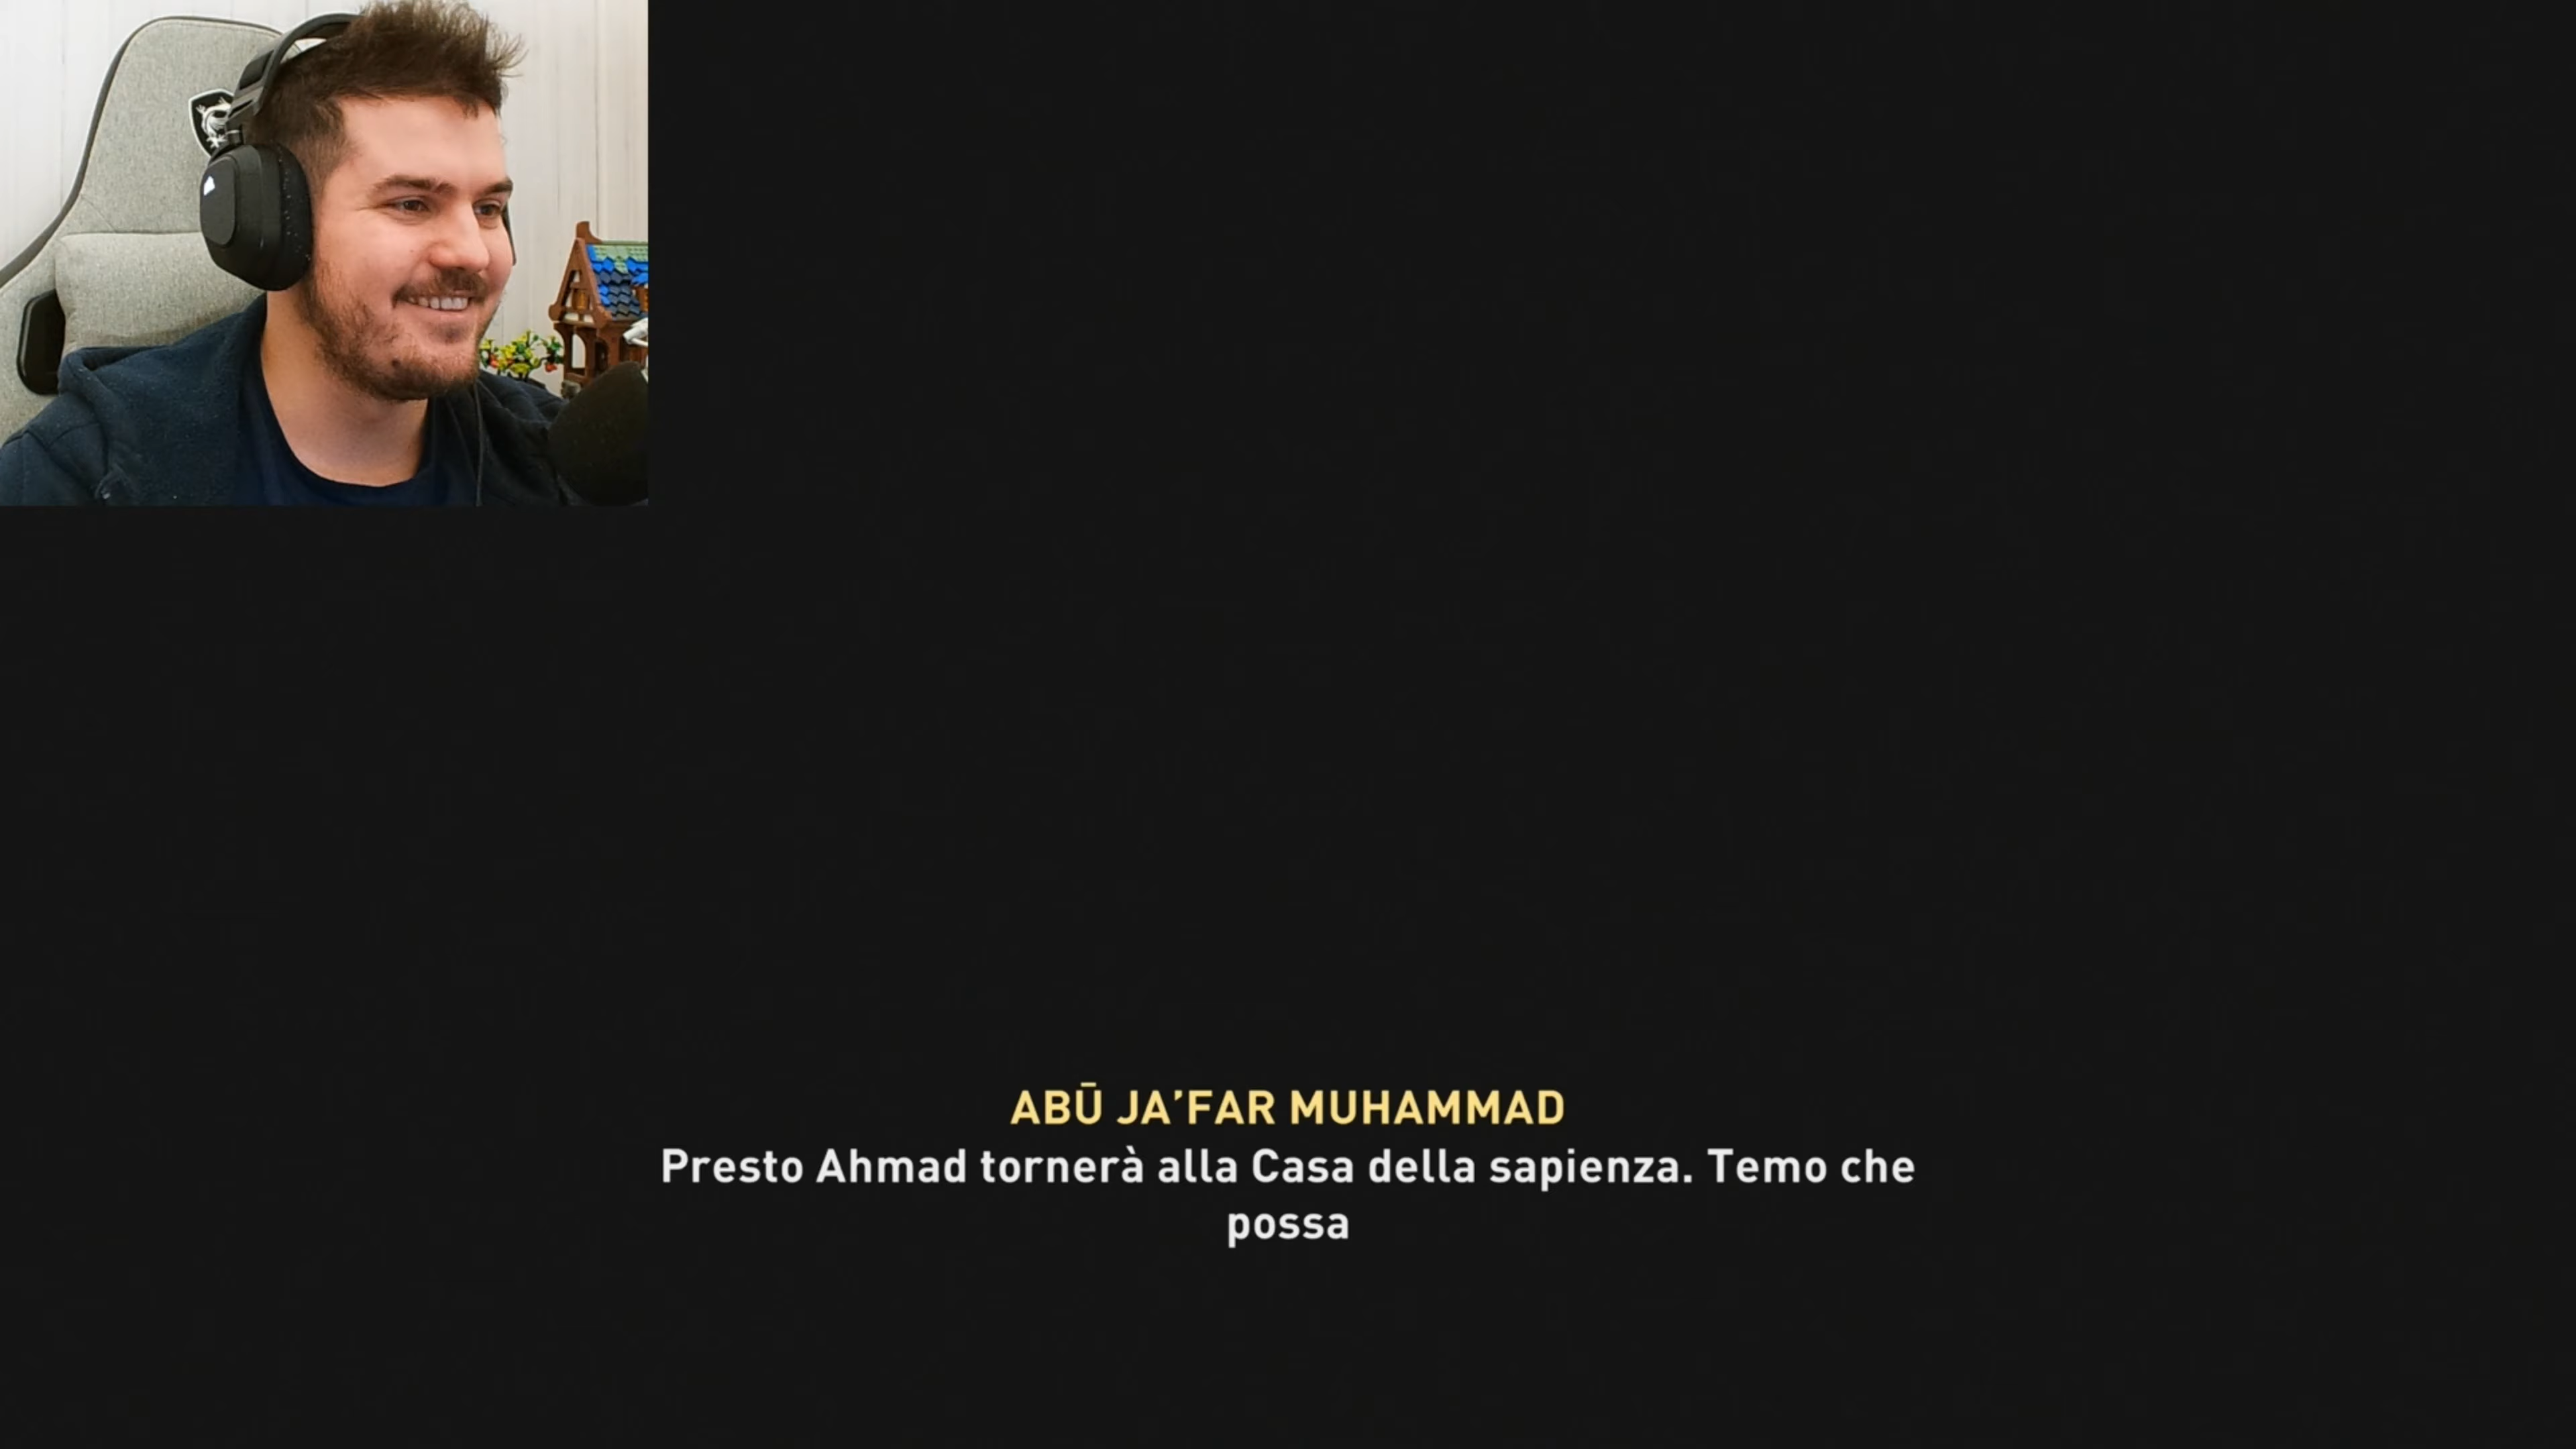 ABŪ JA’FAR MUHAMMAD
Presto Ahmad tornerà alla Casa della sapienza. Temo che
possa